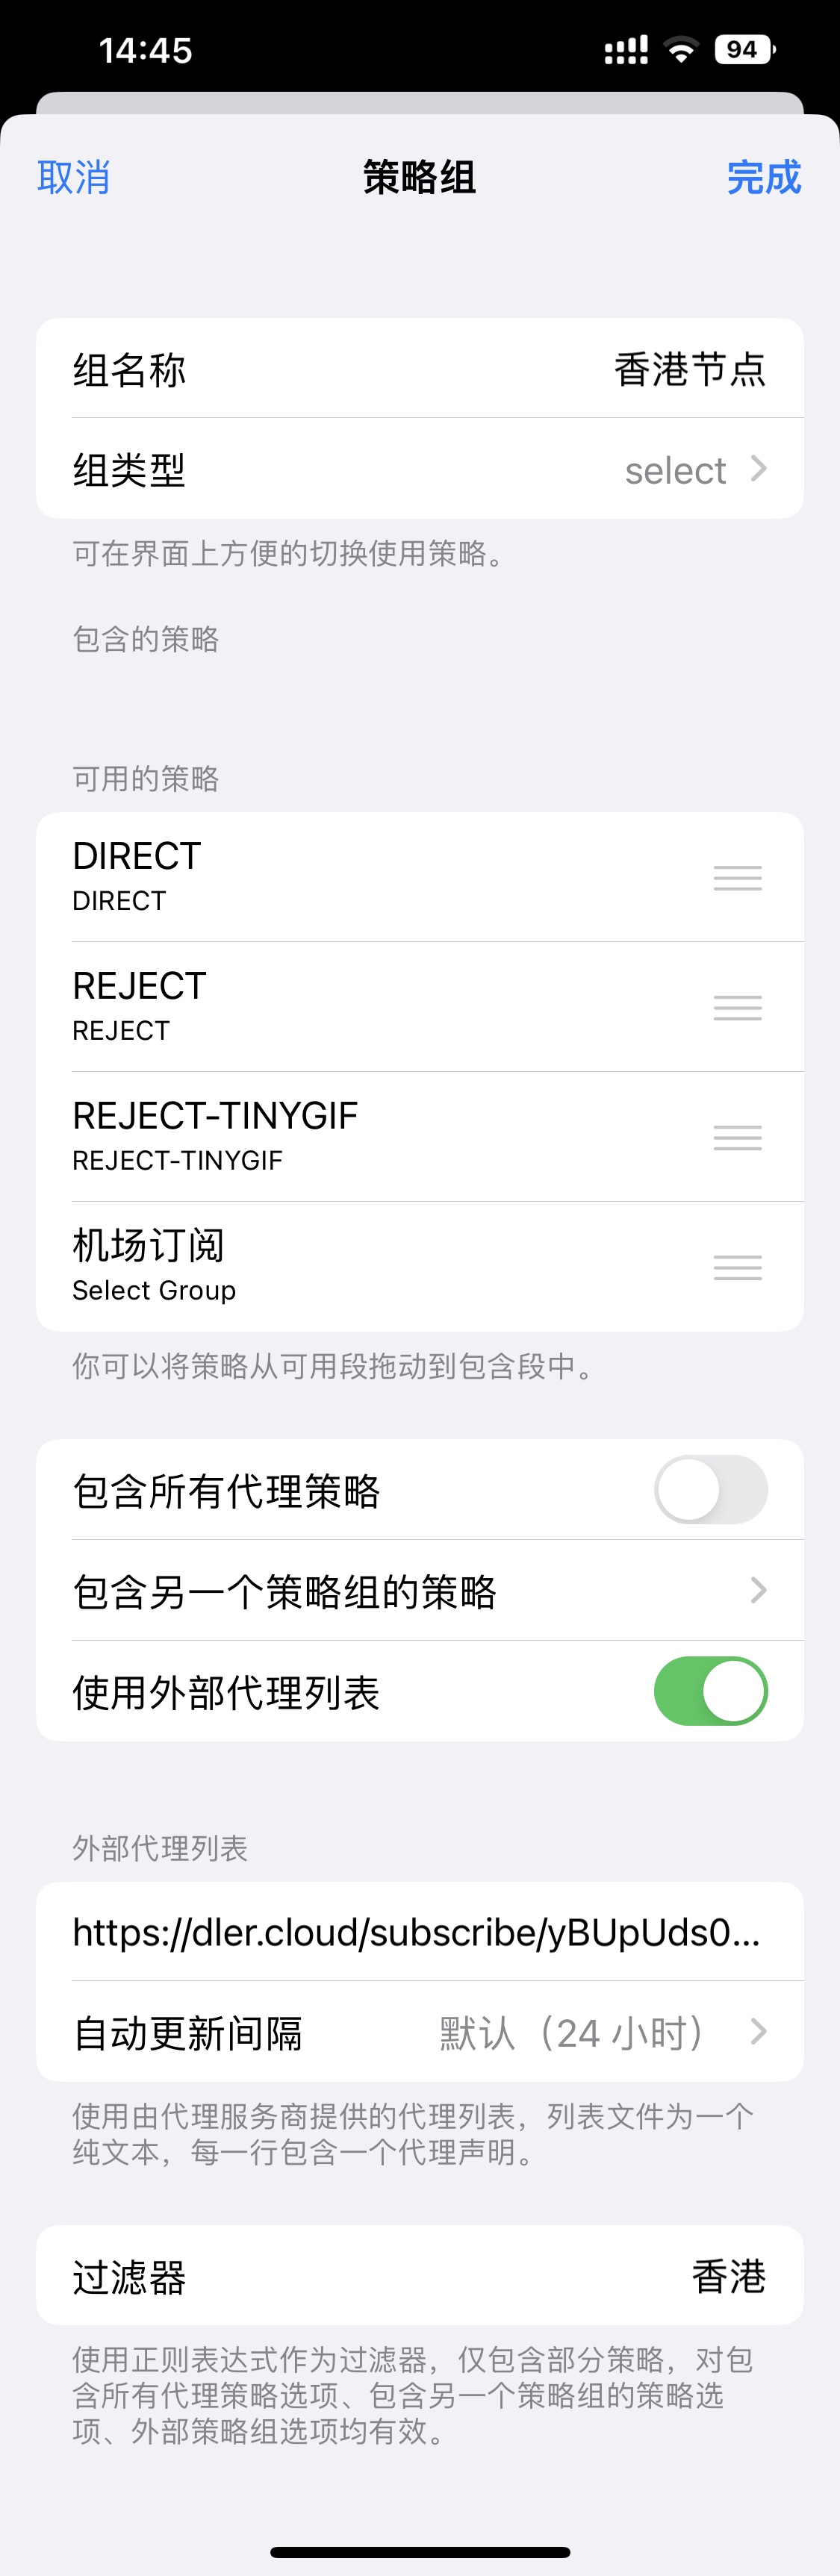 14:45
94
取消
策略组
完成
组名称
香港节点
组类型
select
可在界面上方便的切换使用策略。
包含的策略
可用的策略
DIRECT
DIRECT
REJECT
REJECT
REJECT-TINYGIF
REJECT-TINYGIF
机场订阅
Select Group
你可以将策略从可用段拖动到包含段中。
包含所有代理策略
包含另一个策略组的策略
使用外部代理列表
外部代理列表
https://dler.cloud/subscribe/yBUpUds0...
自动更新间隔
默认（24 小时）
使用由代理服务商提供的代理列表，列表文件为一个
纯文本，每一行包含一个代理声明。
过滤器
香港
使用正则表达式作为过滤器，仅包含部分策略，对包
含所有代理策略选项、包含另一个策略组的策略选
项、外部策略组选项均有效。